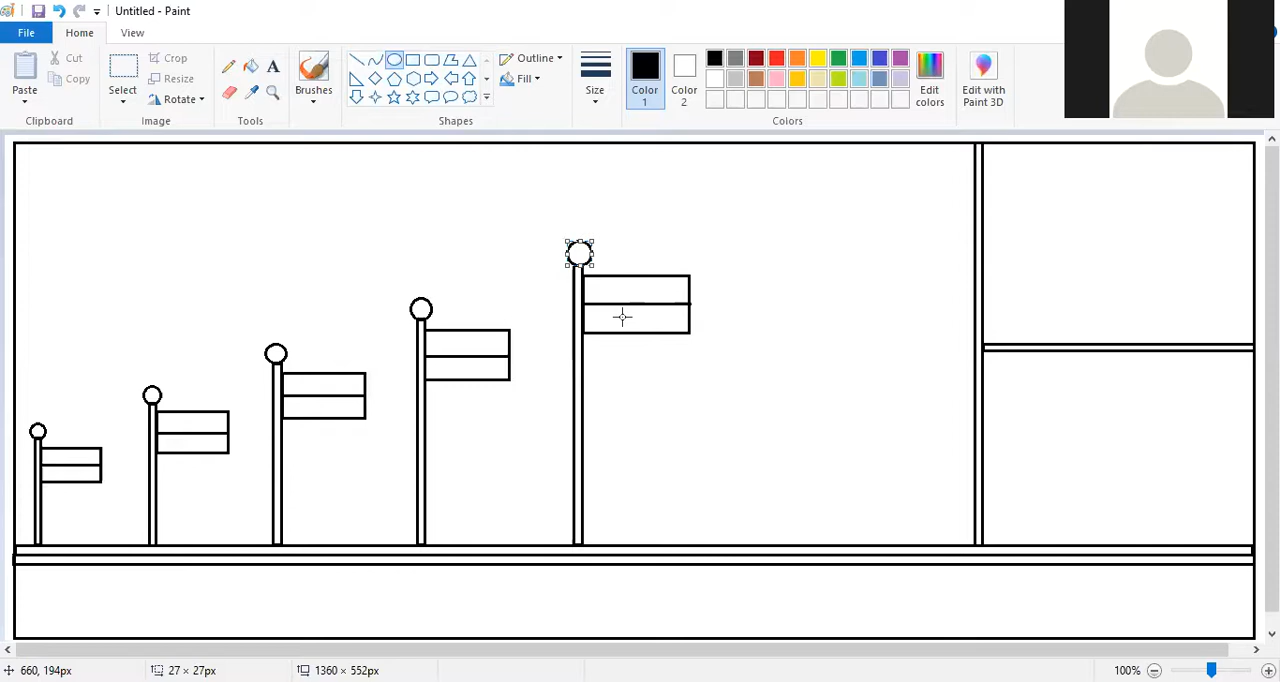 Untitled - Paint
File Home View
Paste
Cut
Copy
Clipboard
Select
Crop
Resize
Rotate
Image
A
Tools
Brushes
Shapes
Outline
Fill
Size
Color 1
Color 2
Edit colors
Colors
Edit with Paint 3D
660, 194px
27 × 27px
1360 × 552px
100%